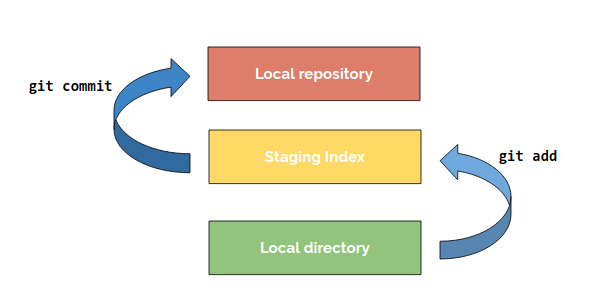 Local repository
git commit
Staging Index
git add
Local directory